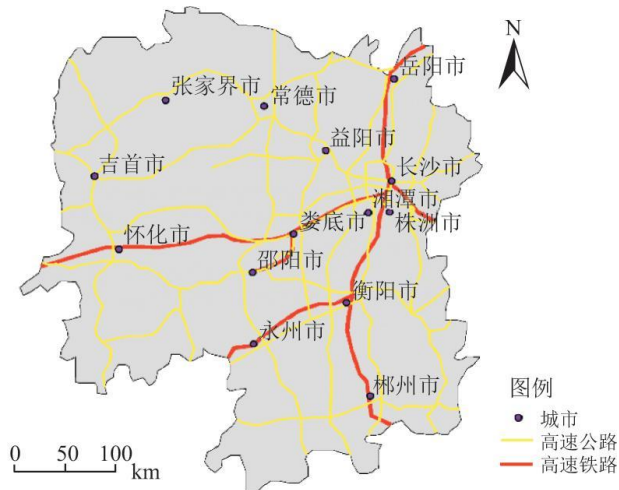 N
岳阳市
张家界市
常德市
益阳市
吉首市
长沙市
湘潭市
株洲市
娄底市
怀化市
邵阳市
衡阳市
永州市
郴州市
图例
城市
高速公路
高速铁路
0 50 100
km